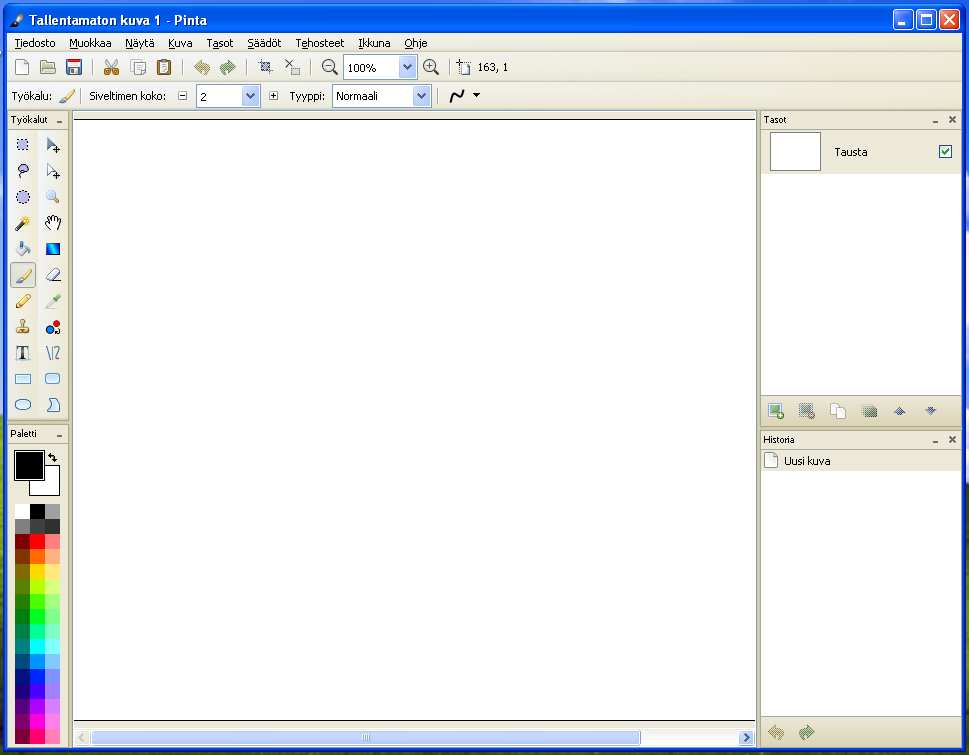 Tallentamaton kuva 1 - Pinta
Tiedosto Muokkaa Näytä Kuva Tasot Säädöt Tehosteet Ikkuna Ohje
100% 163, 1
Työkalu: Siveltimen koko: 2 Tyyppi: Normaali
Työkalut
Tasot
Tausta
Paletti
Historia
Uusi kuva